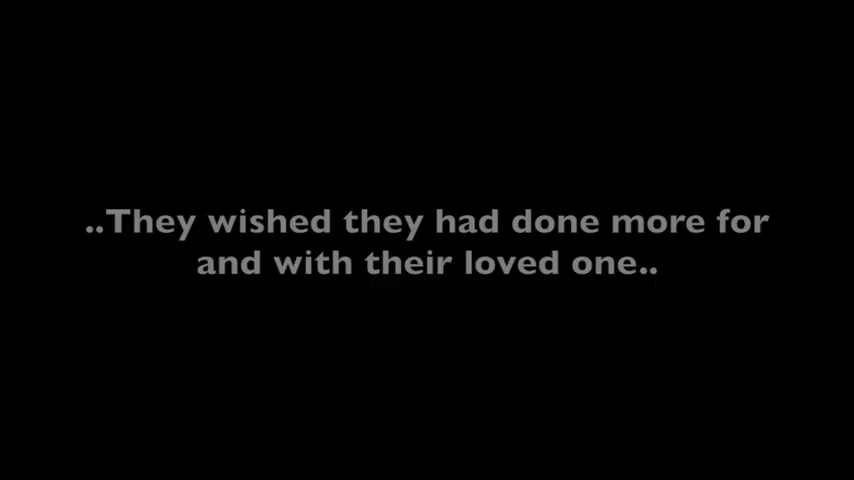 ..They wished they had done more for
and with their loved one..